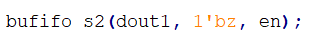 bufifo s2(dout1, 1'bz, en);